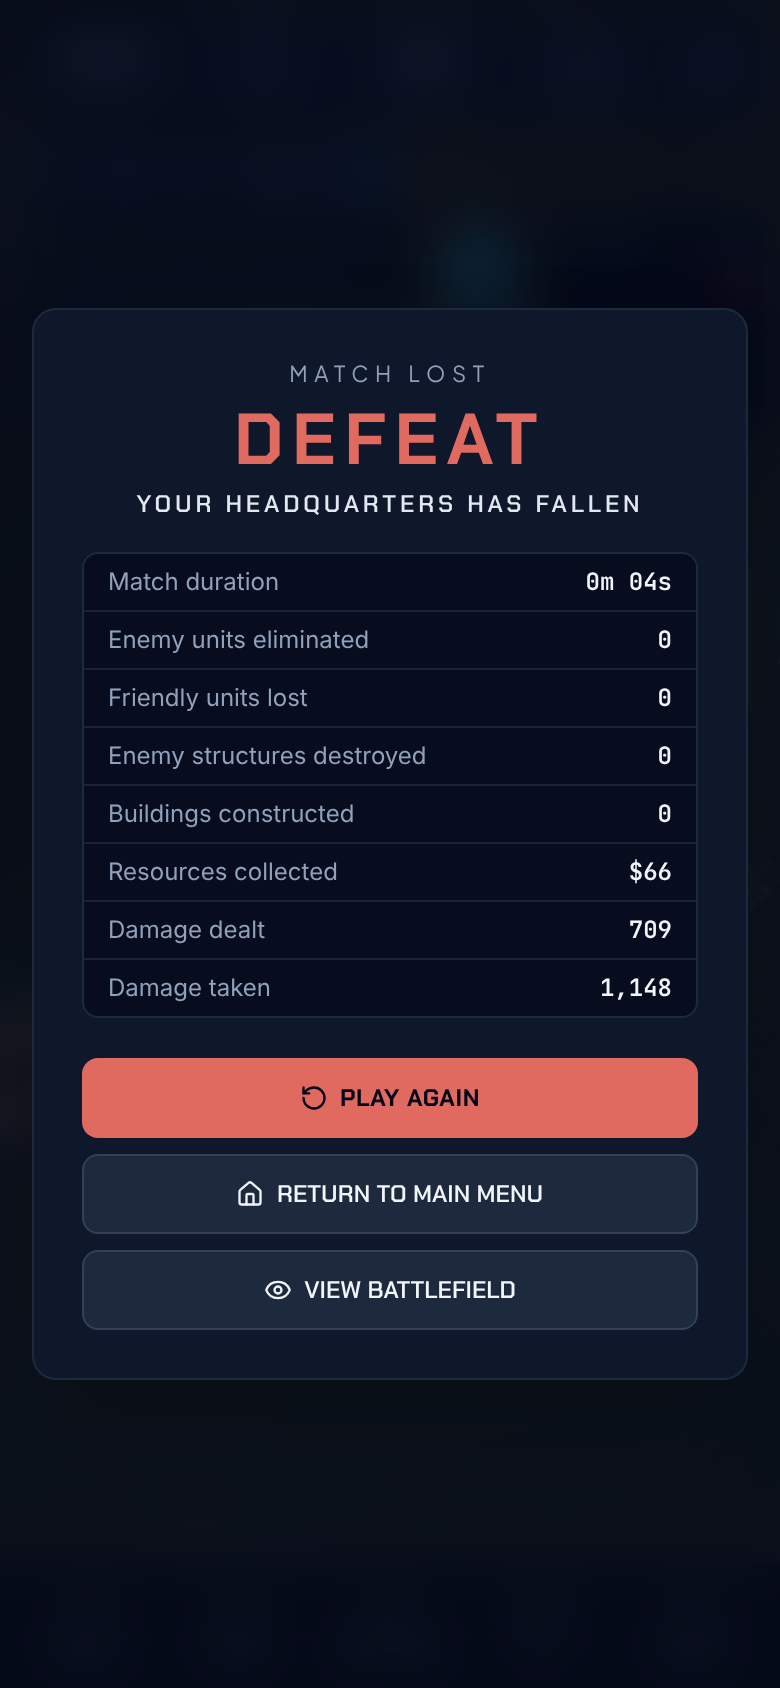 MATCH LOST
DEFEAT
YOUR HEADQUARTERS HAS FALLEN
Match duration 0m 04s
Enemy units eliminated 0
Friendly units lost 0
Enemy structures destroyed 0
Buildings constructed 0
Resources collected $66
Damage dealt 709
Damage taken 1,148
PLAY AGAIN
RETURN TO MAIN MENU
VIEW BATTLEFIELD